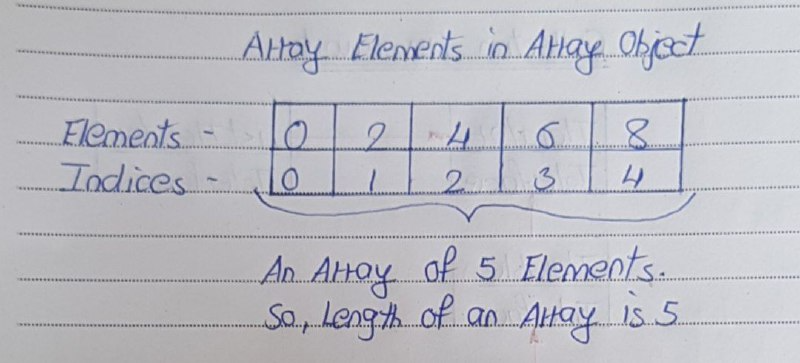 Array Elements in Array Object
Elements - 0 2 4 6 8
Indices - 0 1 2 3 4
An Array of 5 Elements.
So, Length of an Array is 5